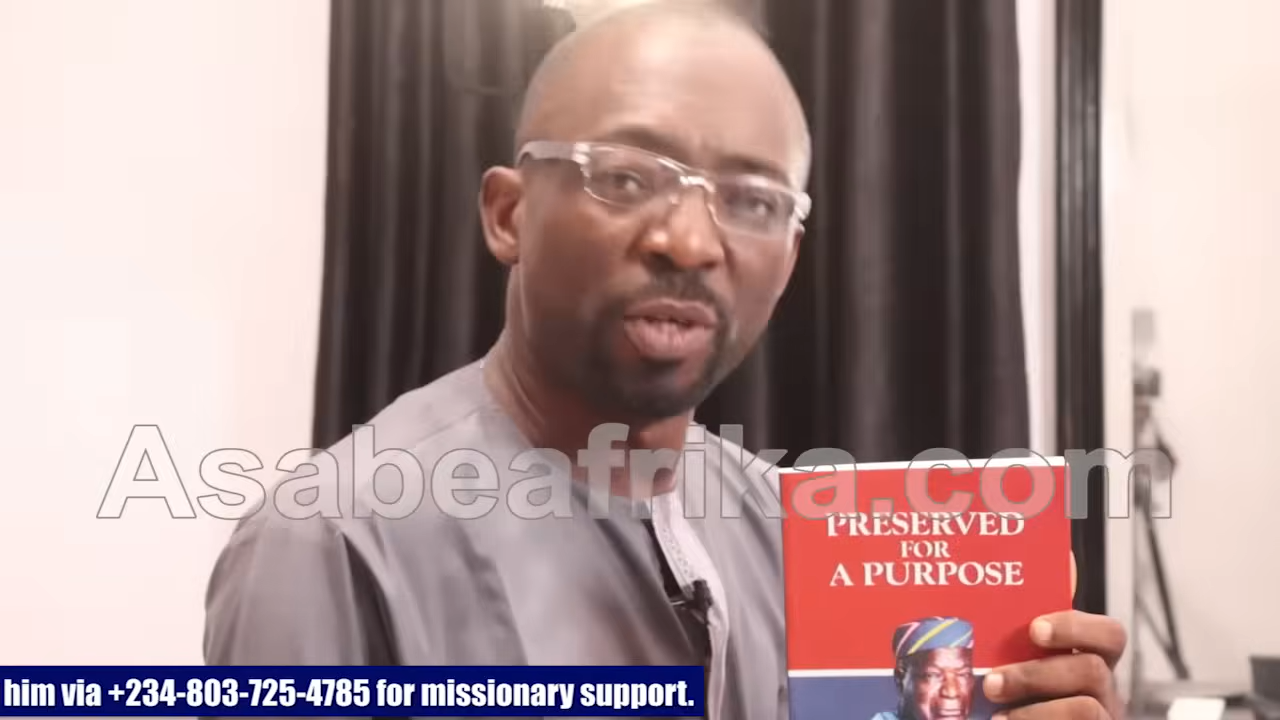 Asabeafrika.com
PRESERVED
FOR
A PURPOSE
him via +234-803-725-4785 for missionary support.